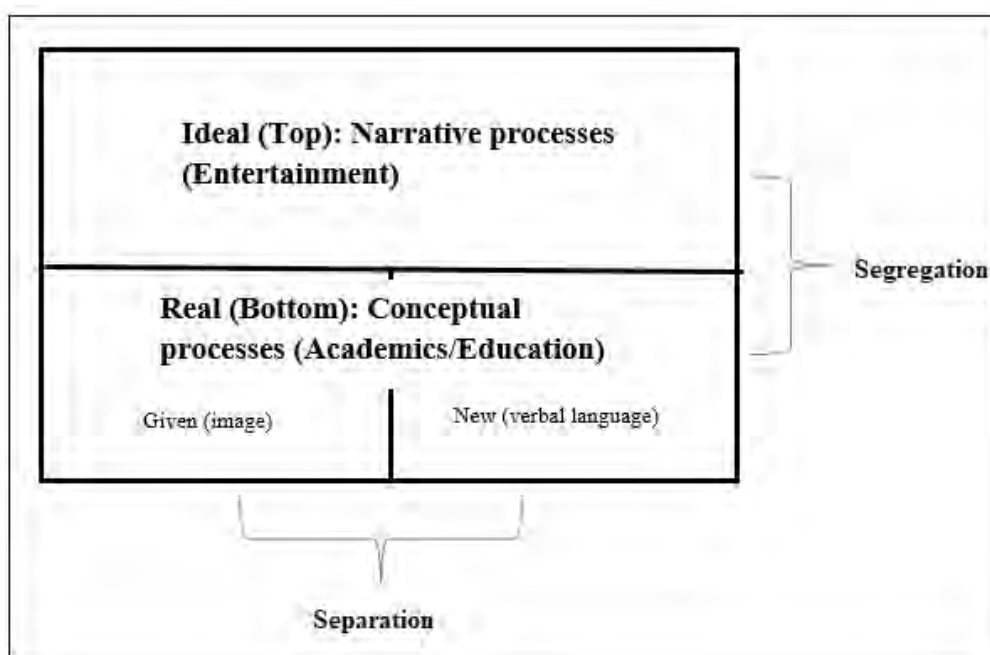 Ideal (Top): Narrative processes
(Entertainment)
Segregation
Real (Bottom): Conceptual
processes (Academics/Education)
Given (image)
New (verbal language)
Separation